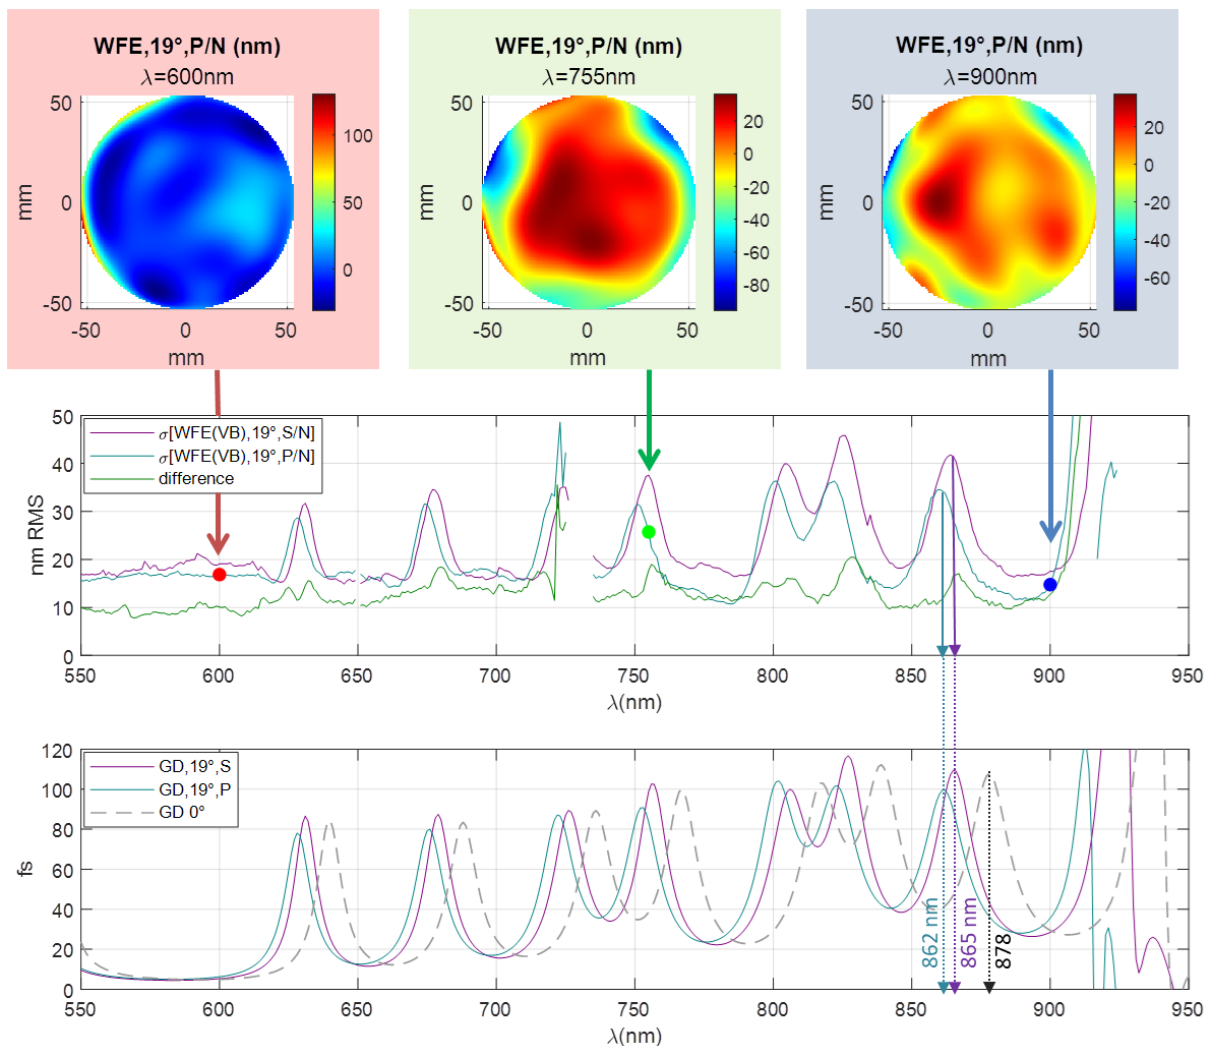 WFE,19°,P/N (nm)
λ=600nm
50
0
-50
mm
-50 0 50
mm
100
50
0
WFE,19°,P/N (nm)
λ=755nm
50
0
-50
mm
-50 0 50
mm
20
0
-20
-40
-60
-80
WFE,19°,P/N (nm)
λ=900nm
50
0
-50
mm
-50 0 50
mm
20
0
-20
-40
-60
50
40
30
20
10
0
nm RMS
σ[WFE(VB),19°,S/N]
σ[WFE(VB),19°,P/N]
difference
550 600 650 700 750 800 850 900 950
λ(nm)
120
100
80
60
40
20
0
fs
GD,19°,S
GD,19°,P
GD 0°
862 nm
865 nm
878
550 600 650 700 750 800 850 900 950
λ(nm)